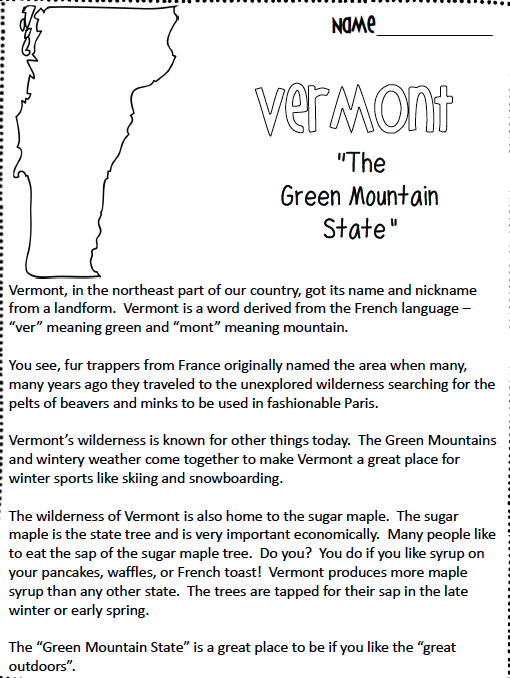 Name______________
Vermont
"The
Green Mountain
State"
Vermont, in the northeast part of our country, got its name and nickname
from a landform.  Vermont is a word derived from the French language –
“ver” meaning green and “mont” meaning mountain.
You see, fur trappers from France originally named the area when many,
many years ago they traveled to the unexplored wilderness searching for the
pelts of beavers and minks to be used in fashionable Paris.
Vermont’s wilderness is known for other things today.  The Green Mountains
and wintery weather come together to make Vermont a great place for
winter sports like skiing and snowboarding.
The wilderness of Vermont is also home to the sugar maple.  The sugar
maple is the state tree and is very important economically.  Many people like
to eat the sap of the sugar maple tree.  Do you?  You do if you like syrup on
your pancakes, waffles, or French toast!  Vermont produces more maple
syrup than any other state.  The trees are tapped for their sap in the late
winter or early spring.
The “Green Mountain State” is a great place to be if you like the “great
outdoors”.